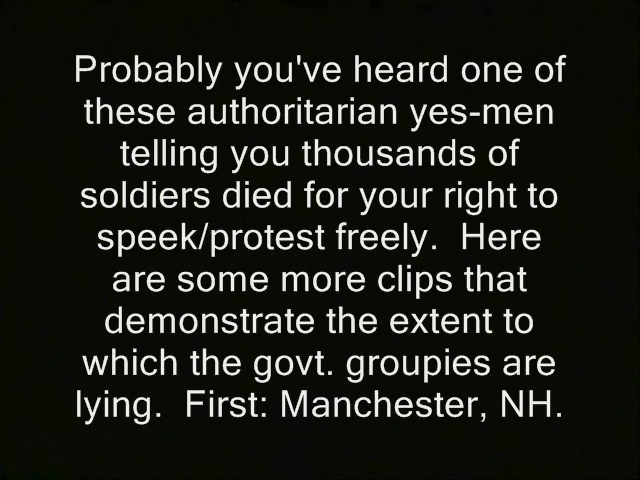 Probably you've heard one of
these authoritarian yes-men
telling you thousands of
soldiers died for your right to
speek/protest freely.  Here
are some more clips that
demonstrate the extent to
which the govt. groupies are
lying.  First: Manchester, NH.